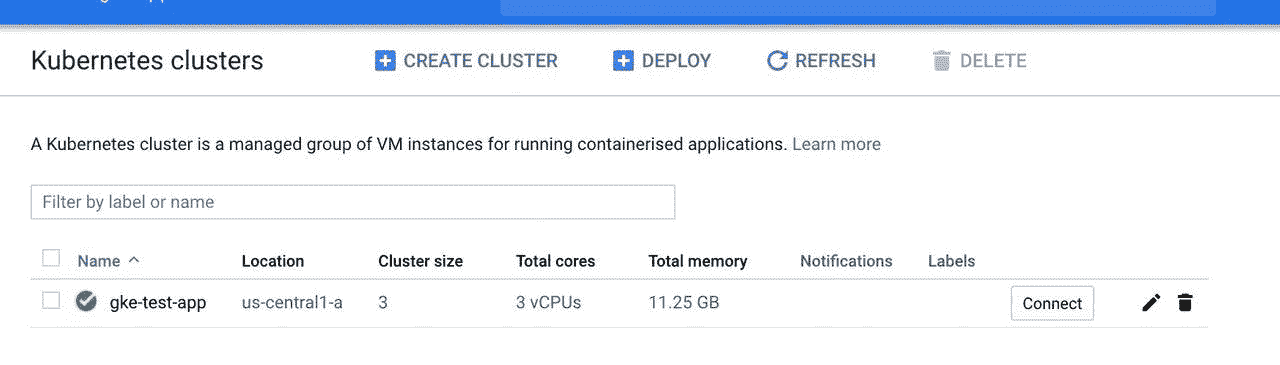 Kubernetes clusters CREATE CLUSTER DEPLOY REFRESH DELETE
A Kubernetes cluster is a managed group of VM instances for running containerised applications. Learn more
Filter by label or name
Name Location Cluster size Total cores Total memory Notifications Labels
gke-test-app us-central1-a 3 3 vCPUs 11.25 GB Connect